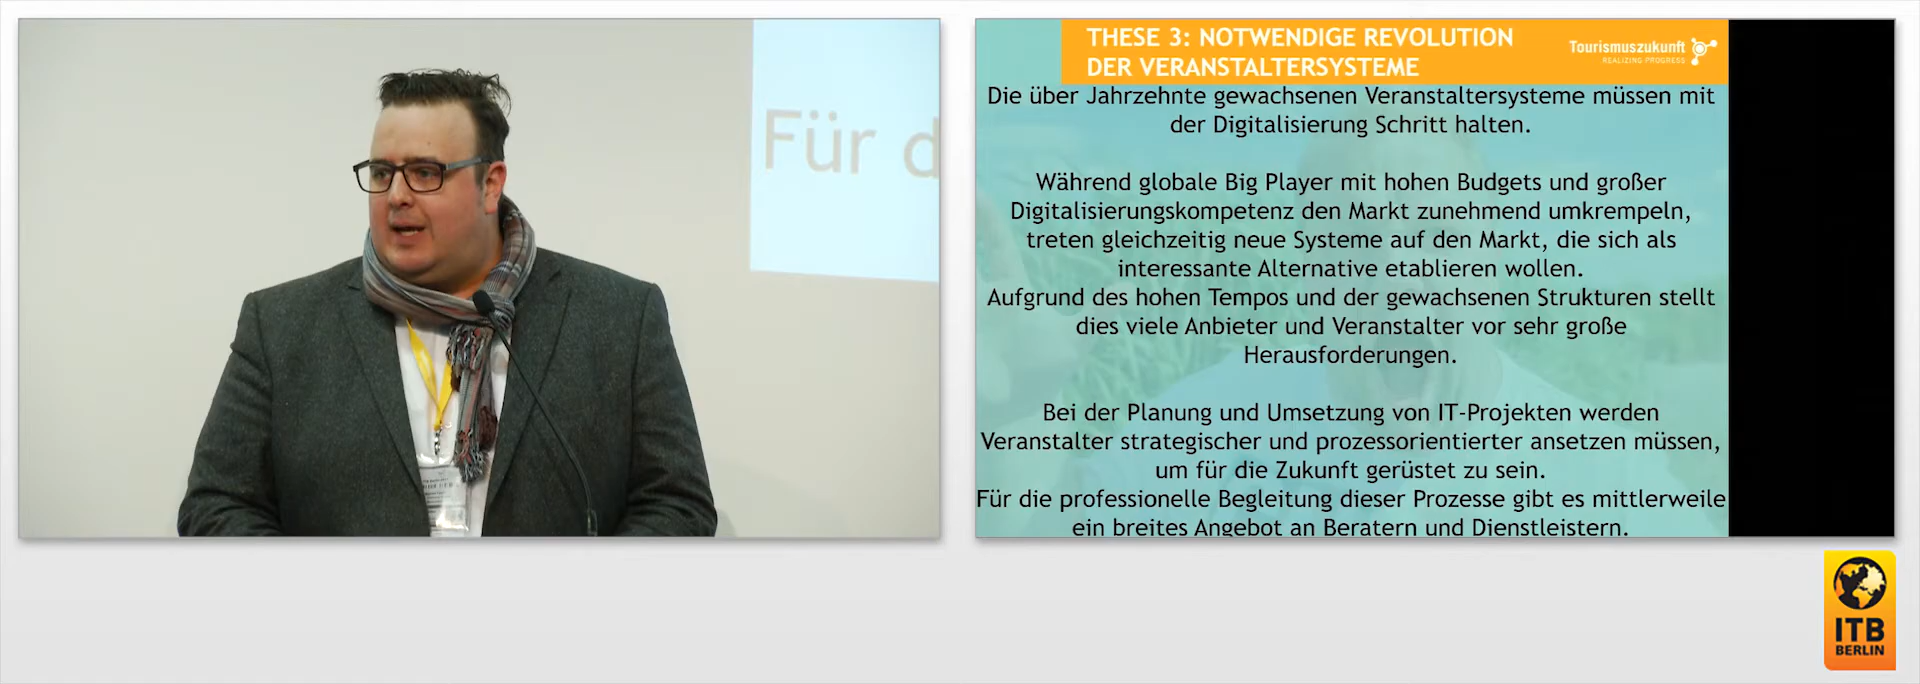 Für d
THESE 3: NOTWENDIGE REVOLUTION
DER VERANSTALTERSYSTEME
Tourismuszukunft
REALIZING PROGRESS
Die über Jahrzehnte gewachsenen Veranstaltersysteme müssen mit
der Digitalisierung Schritt halten.
Während globale Big Player mit hohen Budgets und großer
Digitalisierungskompetenz den Markt zunehmend umkrempeln,
treten gleichzeitig neue Systeme auf den Markt, die sich als
interessante Alternative etablieren wollen.
Aufgrund des hohen Tempos und der gewachsenen Strukturen stellt
dies viele Anbieter und Veranstalter vor sehr große
Herausforderungen.
Bei der Planung und Umsetzung von IT-Projekten werden
Veranstalter strategischer und prozessorientierter ansetzen müssen,
um für die Zukunft gerüstet zu sein.
Für die professionelle Begleitung dieser Prozesse gibt es mittlerweile
ein breites Angebot an Beratern und Dienstleistern.
ITB
BERLIN